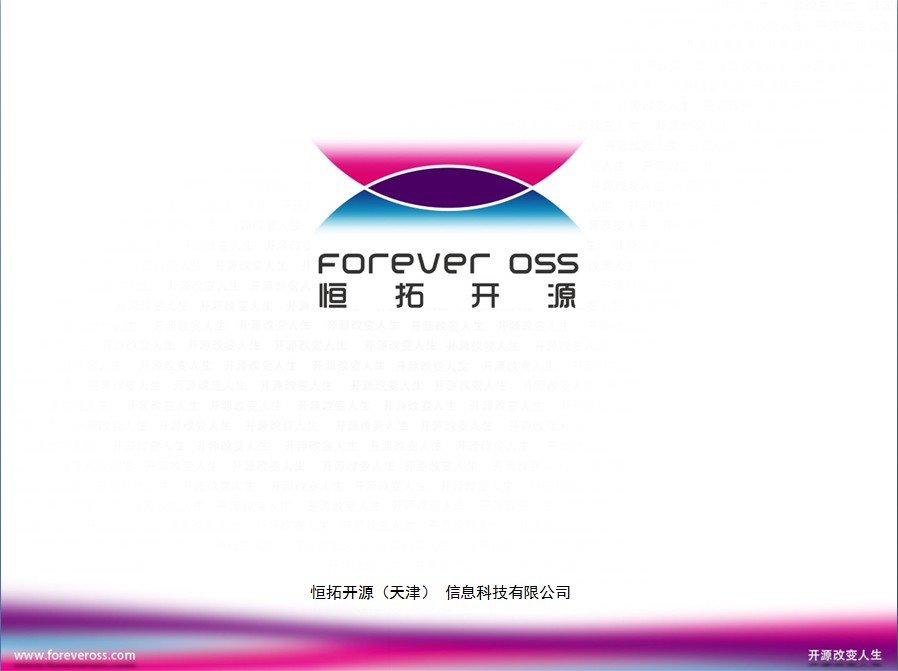 Forever OSS
恒拓开源
恒拓开源（天津） 信息科技有限公司
www.foreveross.com
开源改变人生